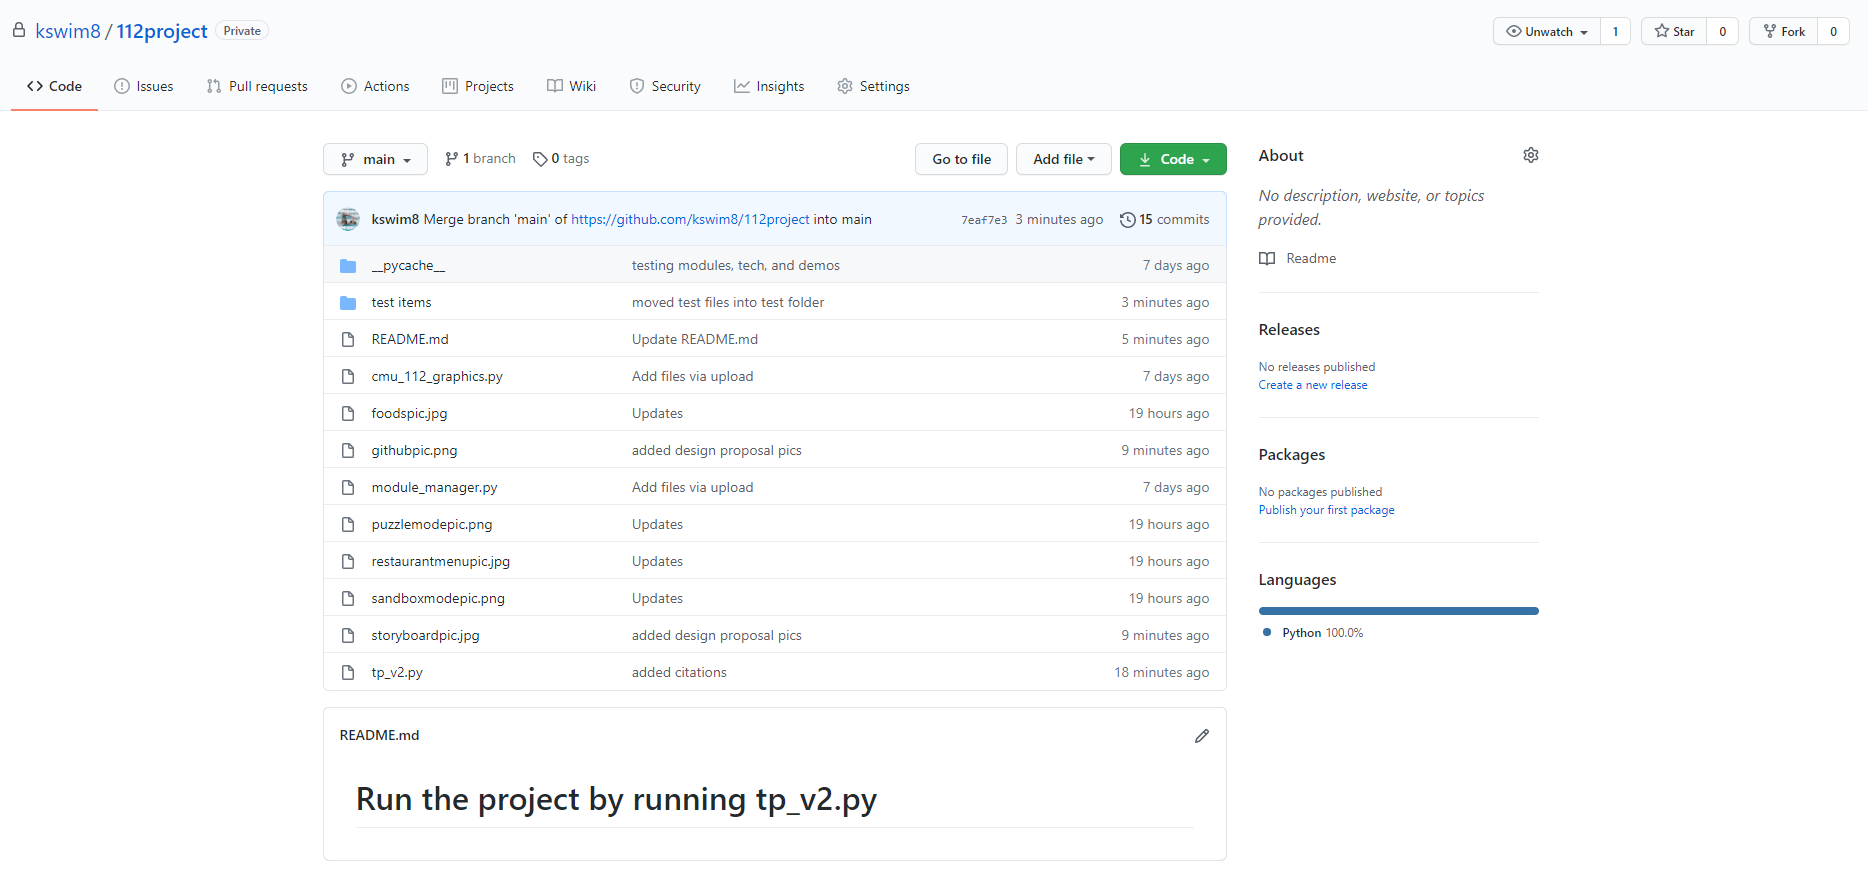 kswim8 / 112project Private
Unwatch 1 Star 0 Fork 0
Code Issues Pull requests Actions Projects Wiki Security Insights Settings
main 1 branch 0 tags Go to file Add file Code
kswim8 Merge branch 'main' of https://github.com/kswim8/112project into main 7eaf7e3 3 minutes ago 15 commits
__pycache__ testing modules, tech, and demos 7 days ago
test items moved test files into test folder 3 minutes ago
README.md Update README.md 5 minutes ago
cmu_112_graphics.py Add files via upload 7 days ago
foodspic.jpg Updates 19 hours ago
githubpic.png added design proposal pics 9 minutes ago
module_manager.py Add files via upload 7 days ago
puzzlemodepic.png Updates 19 hours ago
restaurantmenupic.jpg Updates 19 hours ago
sandboxmodepic.png Updates 19 hours ago
storyboardpic.jpg added design proposal pics 9 minutes ago
tp_v2.py added citations 18 minutes ago
README.md
Run the project by running tp_v2.py
About
No description, website, or topics
provided.
Readme
Releases
No releases published
Create a new release
Packages
No packages published
Publish your first package
Languages
Python 100.0%